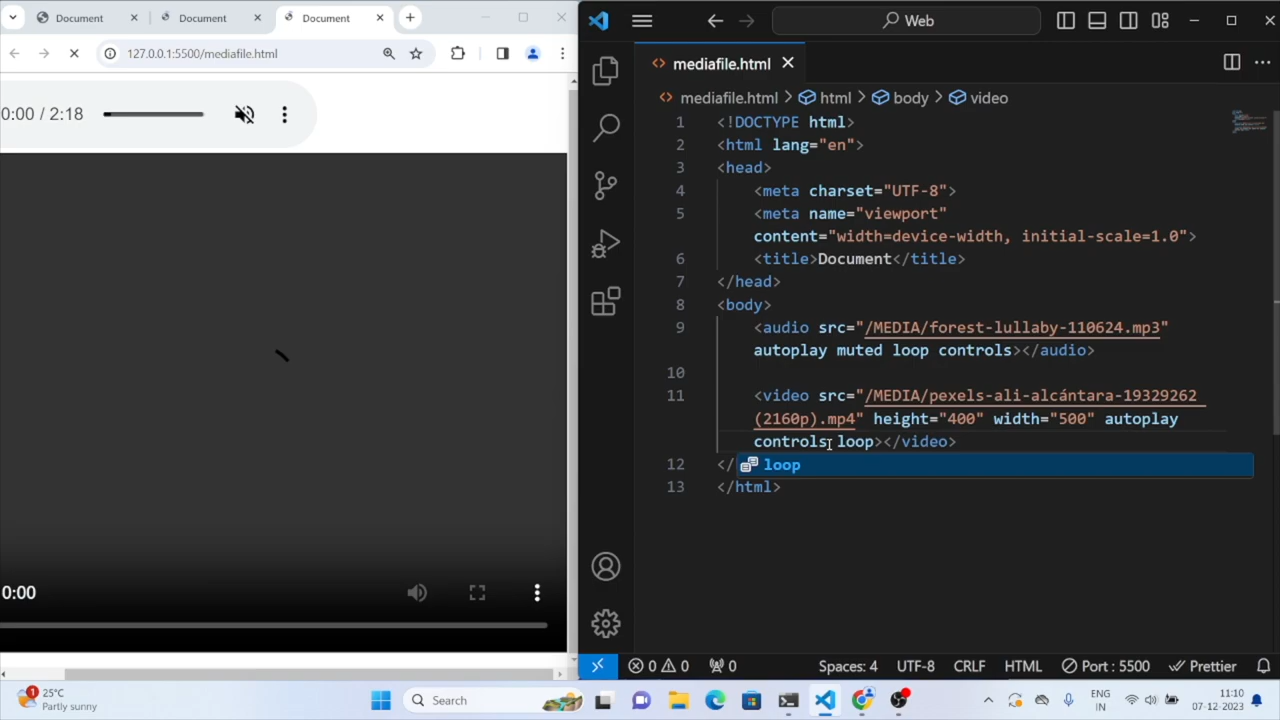 Document
Document
Document
Web
127.0.0.1:5500/mediafile.html
0:00 / 2:18
0:00
mediafile.html
mediafile.html > html > body > video
1 <!DOCTYPE html>
2 <html lang="en">
3 <head>
4 <meta charset="UTF-8">
5 <meta name="viewport"
content="width=device-width, initial-scale=1.0">
6 <title>Document</title>
7 </head>
8 <body>
9 <audio src="/MEDIA/forest-lullaby-110624.mp3"
autoplay muted loop controls></audio>
10
11 <video src="/MEDIA/pexels-ali-alcántara-19329262
(2160p).mp4" height="400" width="500" autoplay
controls loop></video>
12 </
loop
13 </html>
0 0 0 Spaces: 4 UTF-8 CRLF HTML Port : 5500 Prettier
1
25°C
Partly sunny
Search
ENG
IN
11:10
07-12-2023